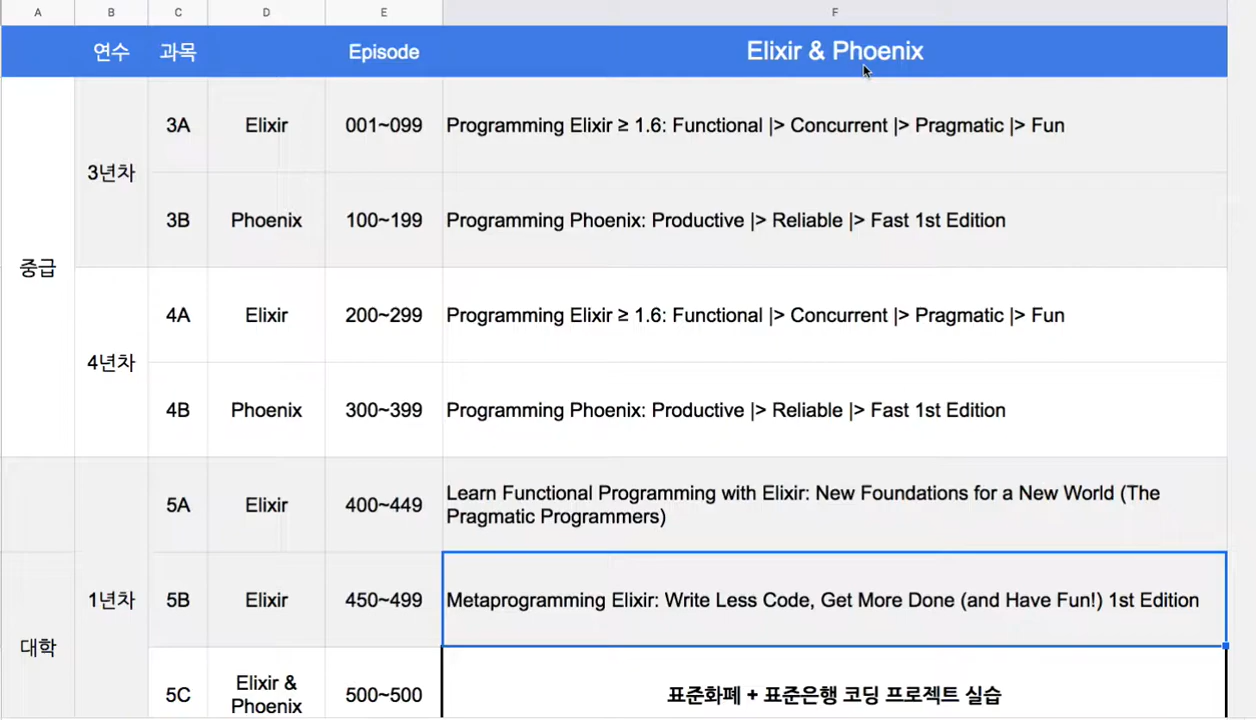 A B C D E F
연수 과목 Episode Elixir & Phoenix
중급
3년차
3A Elixir 001~099 Programming Elixir ≥ 1.6: Functional |> Concurrent |> Pragmatic |> Fun
3B Phoenix 100~199 Programming Phoenix: Productive |> Reliable |> Fast 1st Edition
4년차
4A Elixir 200~299 Programming Elixir ≥ 1.6: Functional |> Concurrent |> Pragmatic |> Fun
4B Phoenix 300~399 Programming Phoenix: Productive |> Reliable |> Fast 1st Edition
5A Elixir 400~449 Learn Functional Programming with Elixir: New Foundations for a New World (The
Pragmatic Programmers)
대학
1년차
5B Elixir 450~499 Metaprogramming Elixir: Write Less Code, Get More Done (and Have Fun!) 1st Edition
5C Elixir &
Phoenix 500~500 표준화폐 + 표준은행 코딩 프로젝트 실습